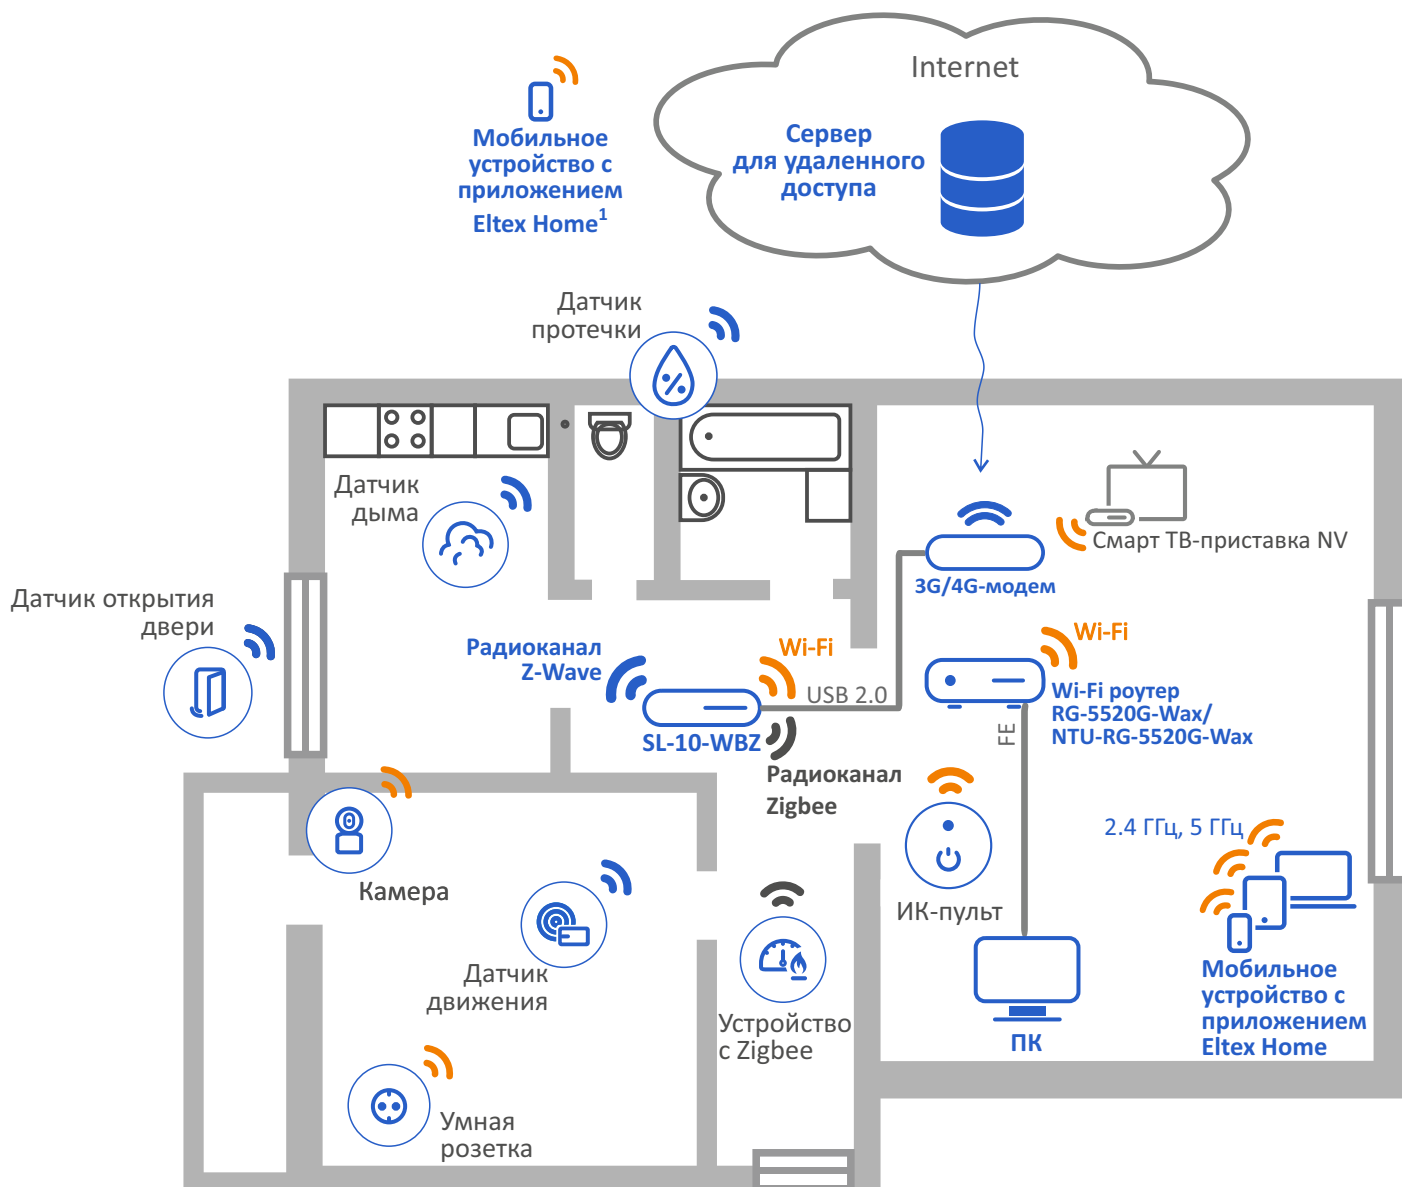 Internet
Сервер
для удаленного
доступа
Мобильное
устройство с
приложением
Eltex Home¹
Датчик
протечки
Датчик
дыма
Смарт ТВ-приставка NV
3G/4G-модем
Датчик открытия
двери
Радиоканал
Z-Wave
Wi-Fi
USB 2.0
SL-10-WBZ
Радиоканал
Zigbee
Wi-Fi
Wi-Fi роутер
RG-5520G-Wax/
NTU-RG-5520G-Wax
FE
2.4 ГГц, 5 ГГц
Камера
ИК-пульт
Датчик
движения
Устройство
с Zigbee
ПК
Мобильное
устройство с
приложением
Eltex Home
Умная
розетка